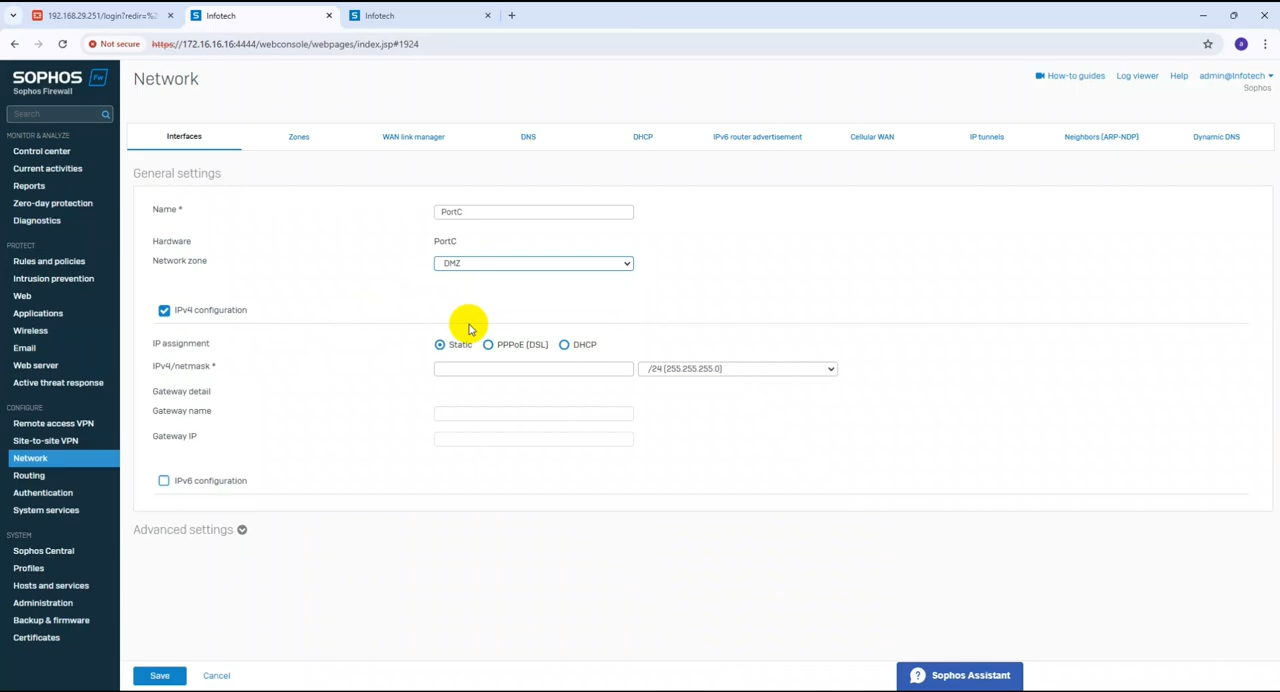 192.168.29.251/login?redir=%2
Infotech
Infotech
Not secure
https://172.16.16.16:4444/webconsole/webpages/index.jsp#1924
a
SOPHOS Fw
Sophos Firewall
Search
MONITOR & ANALYZE
Control center
Current activities
Reports
Zero-day protection
Diagnostics
PROTECT
Rules and policies
Intrusion prevention
Web
Applications
Wireless
Email
Web server
Active threat response
CONFIGURE
Remote access VPN
Site-to-site VPN
Network
Routing
Authentication
System services
SYSTEM
Sophos Central
Profiles
Hosts and services
Administration
Backup & firmware
Certificates
Network
How-to guides Log viewer Help admin@Infotech
Sophos
Interfaces Zones WAN link manager DNS DHCP IPv6 router advertisement Cellular WAN IP tunnels Neighbors (ARP-NDP) Dynamic DNS
General settings
Name * PortC
Hardware PortC
Network zone DMZ
IPv4 configuration
IP assignment Static PPPoE (DSL) DHCP
IPv4/netmask * /24 (255.255.255.0)
Gateway detail
Gateway name
Gateway IP
IPv6 configuration
Advanced settings
Save Cancel
? Sophos Assistant